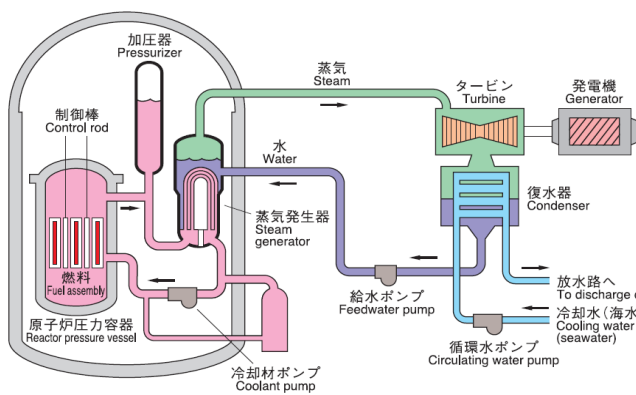 加圧器
Pressurizer
制御棒
Control rod
蒸気
Steam
タービン
Turbine
発電機
Generator
水
Water
復水器
Condenser
蒸気発生器
Steam
generator
燃料
Fuel assembly
原子炉圧力容器
Reactor pressure vessel
給水ポンプ
Feedwater pump
放水路へ
To discharge c
冷却水(海水
Cooling water
(seawater)
循環水ポンプ
Circulating water pump
冷却材ポンプ
Coolant pump